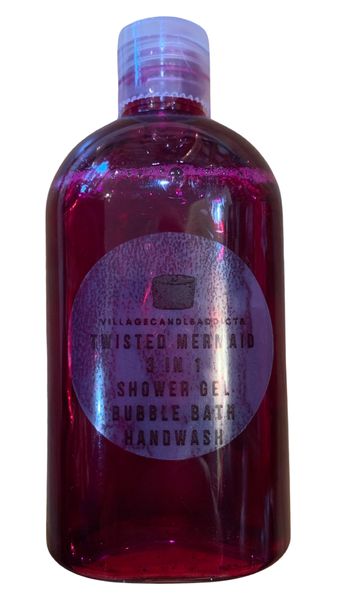 VILLAGECANDLEADDICTS
TWISTED MERMAID
3 IN 1
SHOWER GEL
BUBBLE BATH
HANDWASH